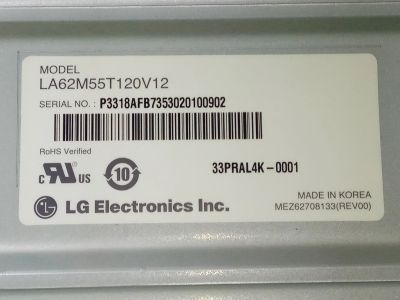 MODEL
LA62M55T120V12
SERIAL NO : P3318AFB7353020100902
RoHS Verified
c RU US
10
33PRAL4K-0001
LG Electronics Inc.
MADE IN KOREA
MEZ62708133(REV00)